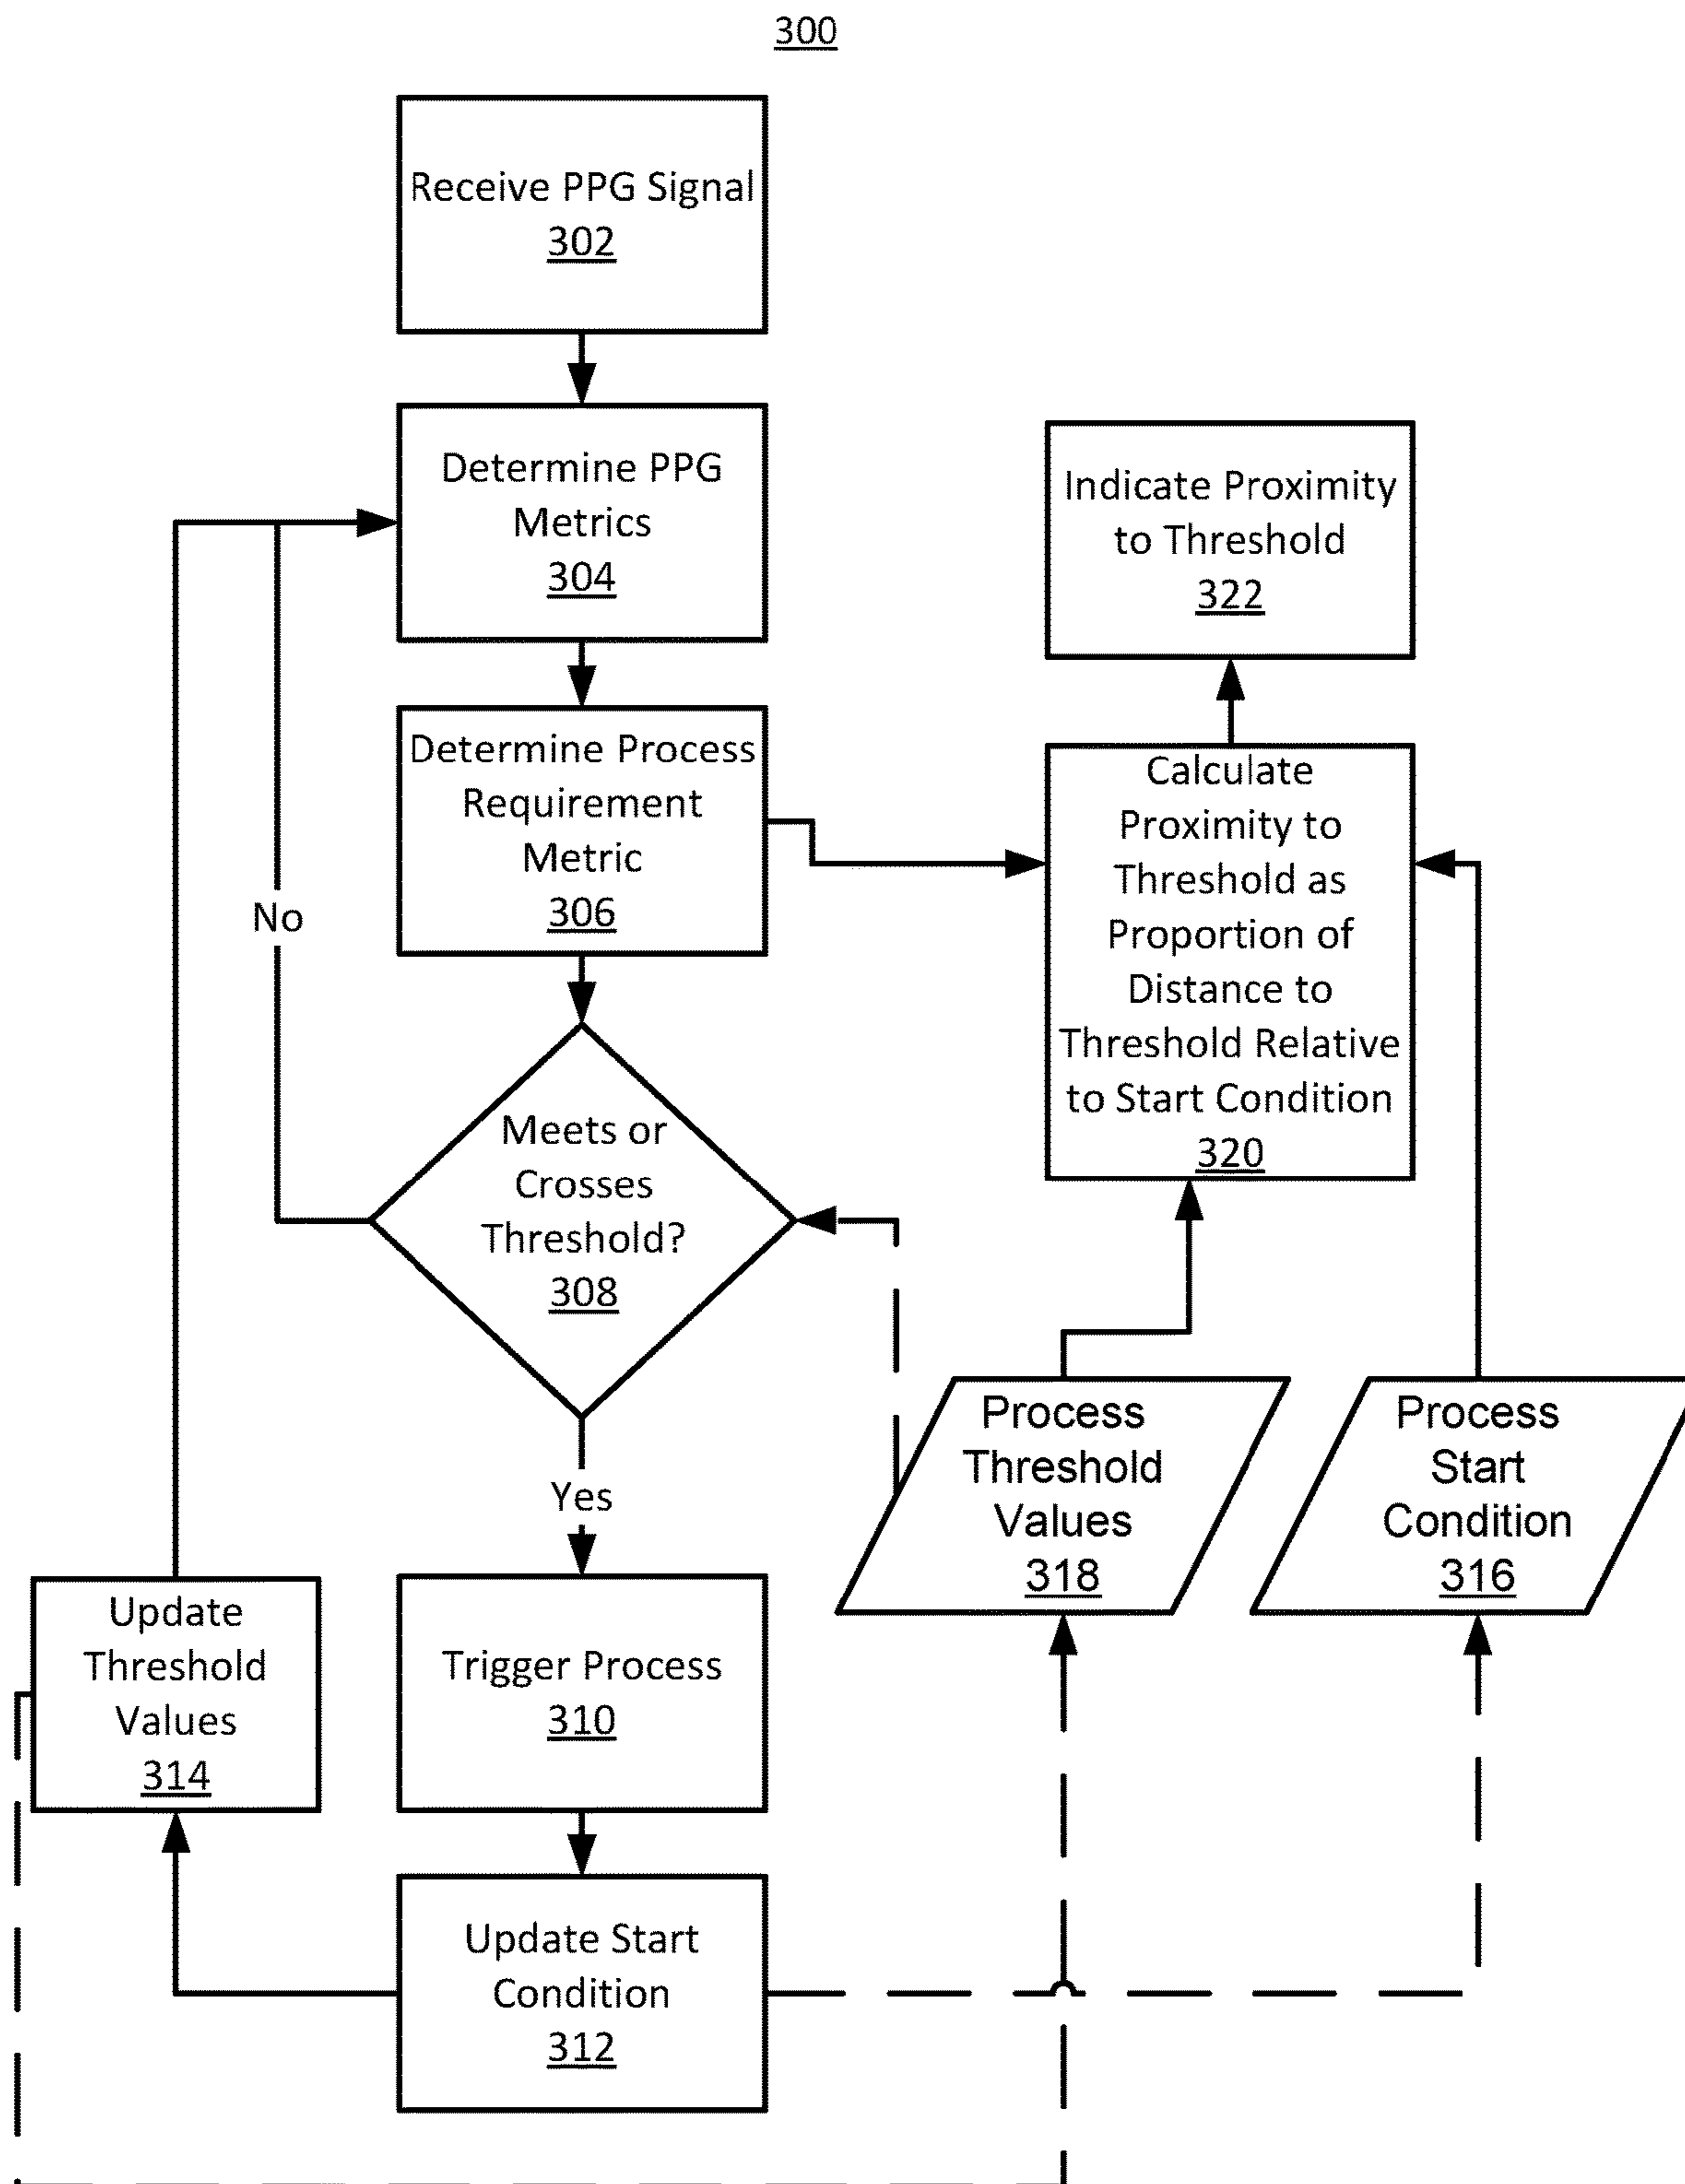 300
Receive PPG Signal
302
Determine PPG
Metrics
304
Indicate Proximity
to Threshold
322
Determine Process
Requirement
Metric
306
Calculate
Proximity to
Threshold as
Proportion of
Distance to
Threshold Relative
to Start Condition
320
No
Meets or
Crosses
Threshold?
308
Yes
Process
Threshold
Values
318
Process
Start
Condition
316
Update
Threshold
Values
314
Trigger Process
310
Update Start
Condition
312